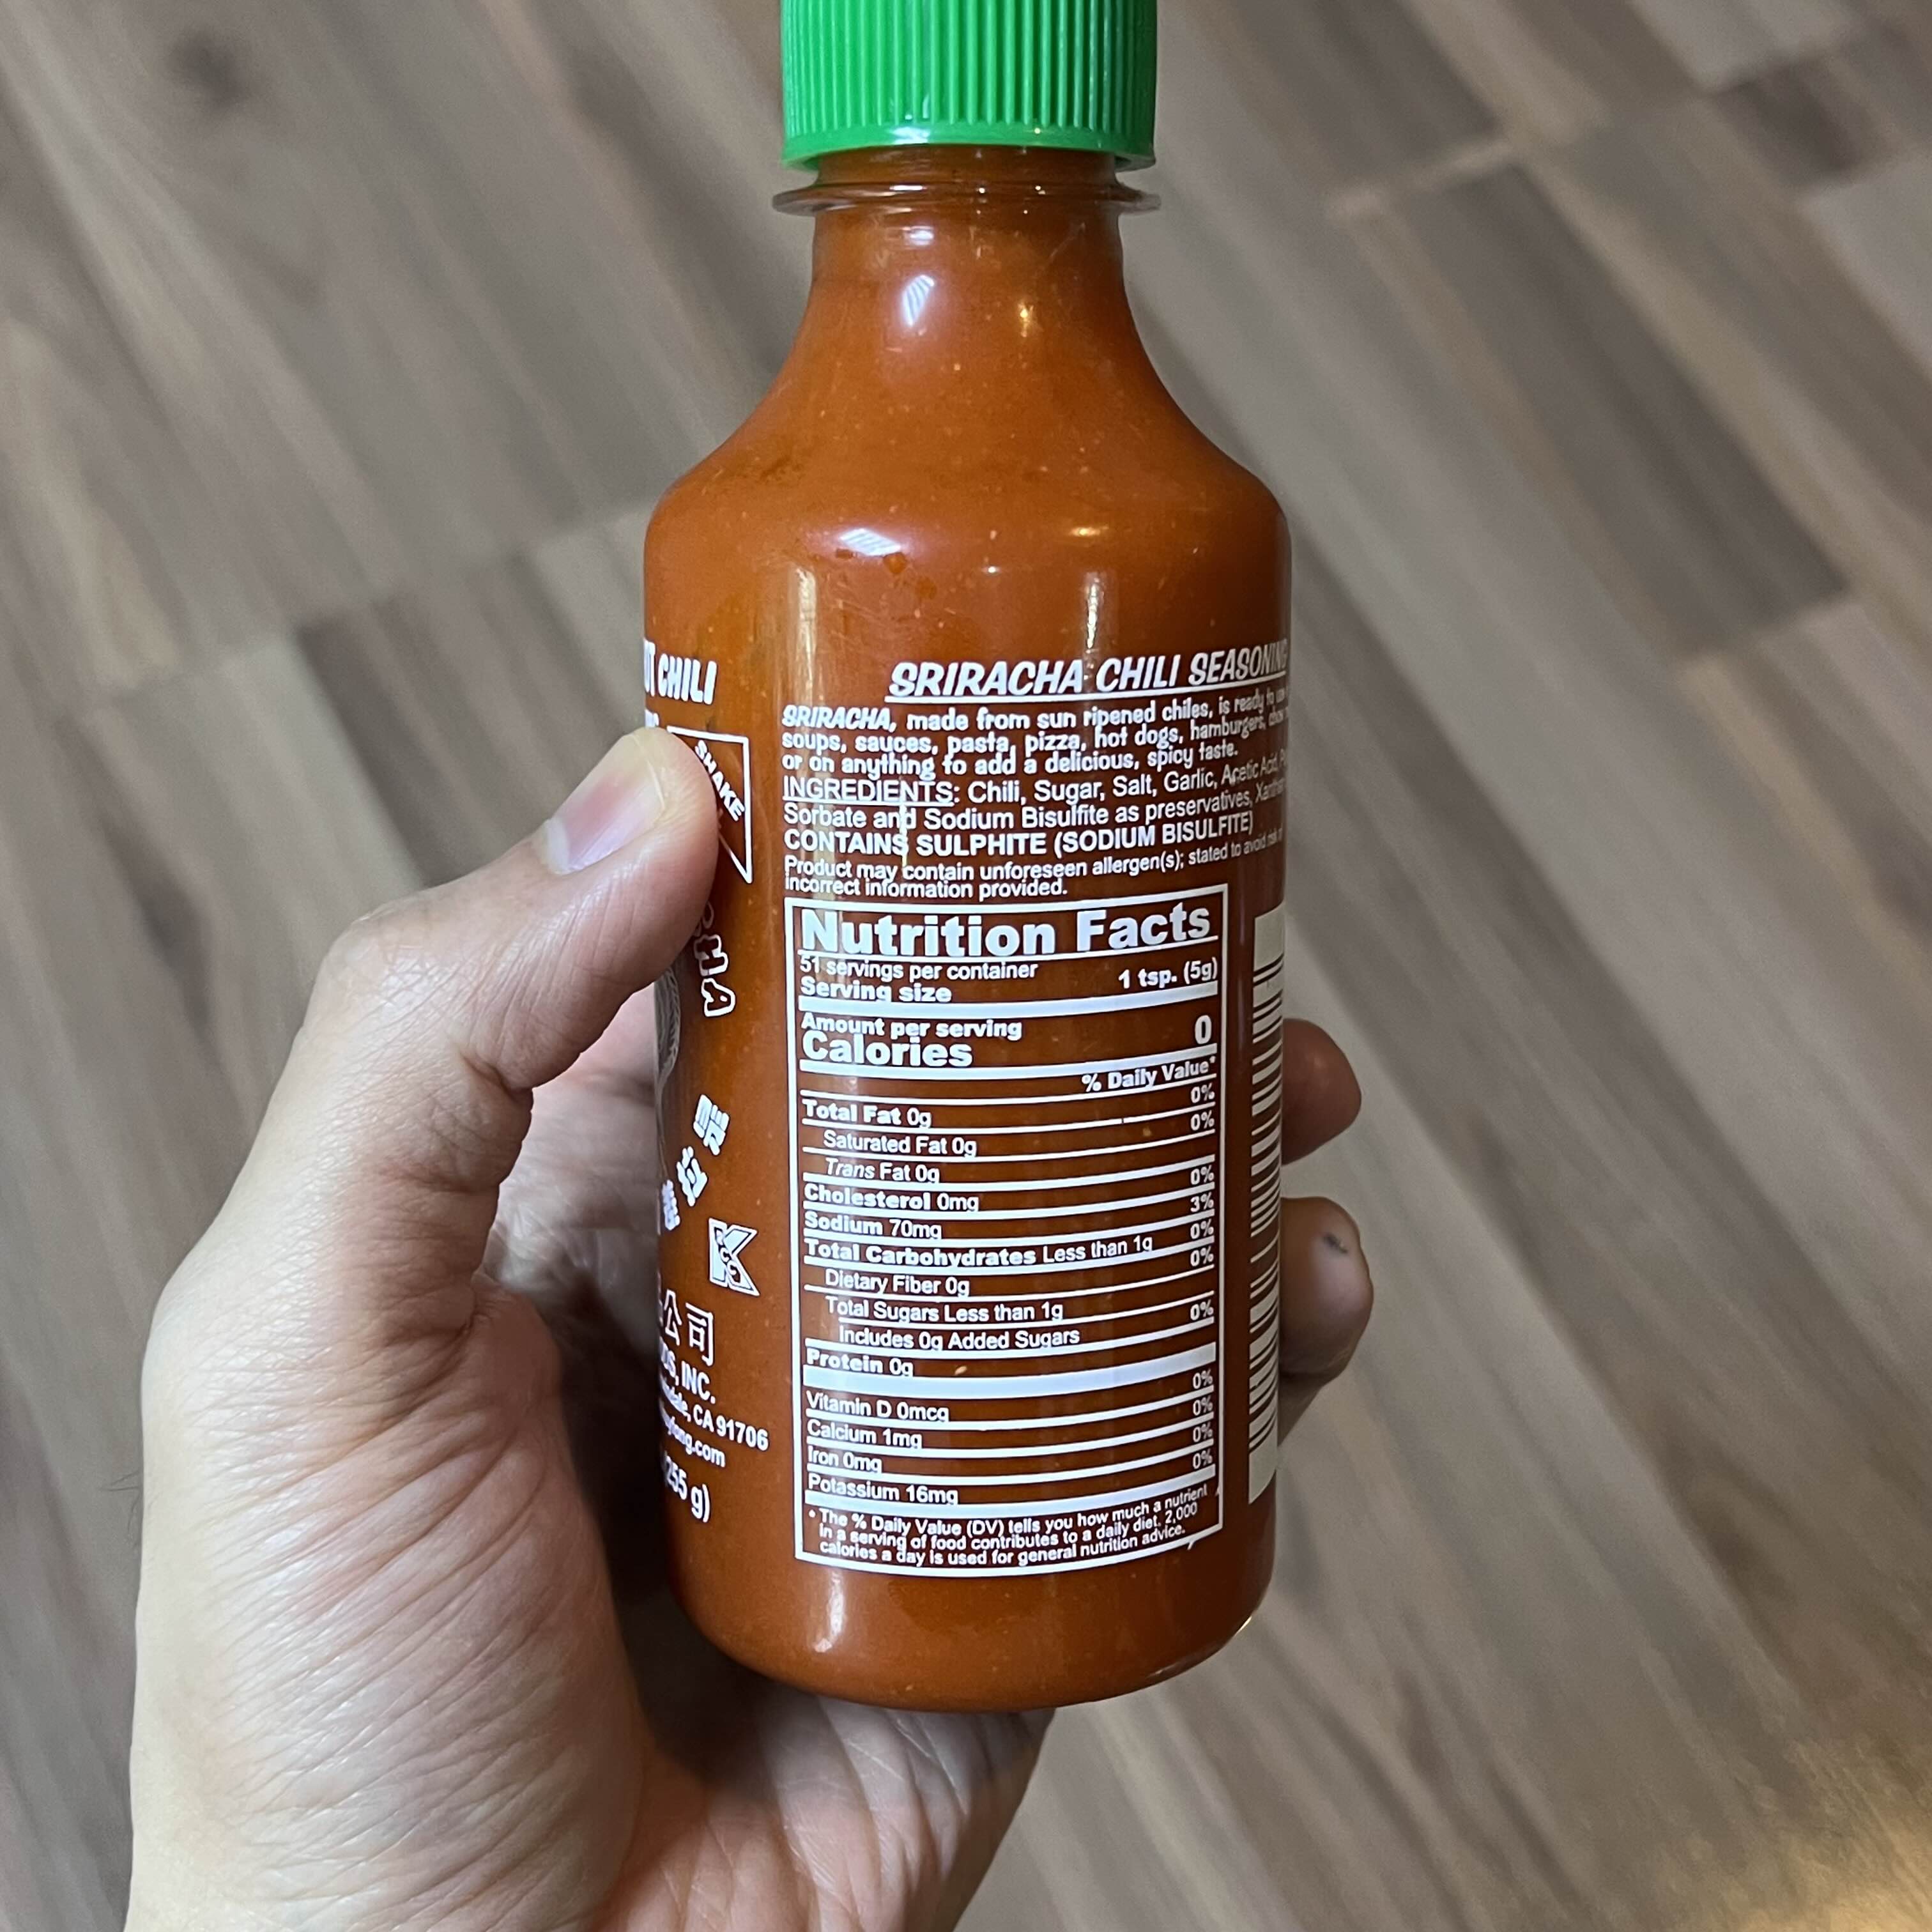 CHILI
SHAKE
公司
INC.
CA 91706
255 g)
SRIRACHA CHILI SEASONING
SRIRACHA, made from sun ripened chiles, is ready to use
soups, sauces, pasta, pizza, hot dogs, hamburgers, chow
or on anything to add a delicious, spicy taste.
INGREDIENTS: Chili, Sugar, Salt, Garlic, Acetic Acid,
Sorbate and Sodium Bisulfite as preservatives,
CONTAINS SULPHITE (SODIUM BISULFITE)
Product may contain unforeseen allergen(s); stated to avoid risk of
incorrect information provided.
Nutrition Facts
51 servings per container
Serving size 1 tsp. (5g)
Amount per serving
Calories 0
% Daily Value*
Total Fat 0g 0%
Saturated Fat 0g 0%
Trans Fat 0g
Cholesterol 0mg 0%
Sodium 70mg 3%
Total Carbohydrates Less than 1g 0%
Dietary Fiber 0g 0%
Total Sugars Less than 1g
Includes 0g Added Sugars 0%
Protein 0g
Vitamin D 0mcg 0%
Calcium 1mg 0%
Iron 0mg 0%
Potassium 16mg 0%
* The % Daily Value (DV) tells you how much a nutrient
in a serving of food contributes to a daily diet. 2,000
calories a day is used for general nutrition advice.